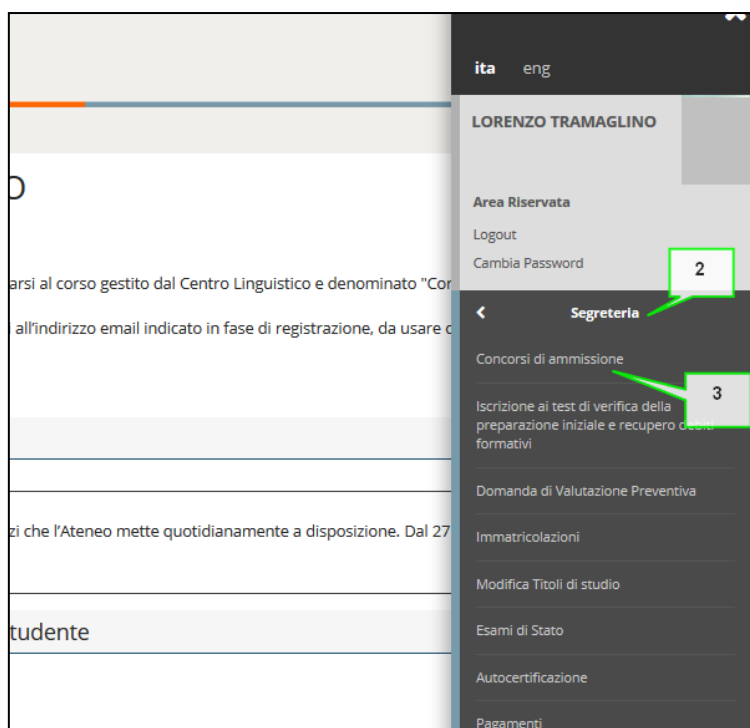 ita eng
LORENZO TRAMAGLINO
O
Area Riservata
Logout
Cambia Password
2
arsi al corso gestito dal Centro Linguistico e denominato "Cor
Segreteria
i all'indirizzo email indicato in fase di registrazione, da usare
Concorsi di ammissione
3
Iscrizione ai test di verifica della
preparazione iniziale e recupero debiti
formativi
Domanda di Valutazione Preventiva
zi che l'Ateneo mette quotidianamente a disposizione. Dal 27
Immatricolazioni
Modifica Titoli di studio
tudente
Esami di Stato
Autocertificazione
Pagamenti